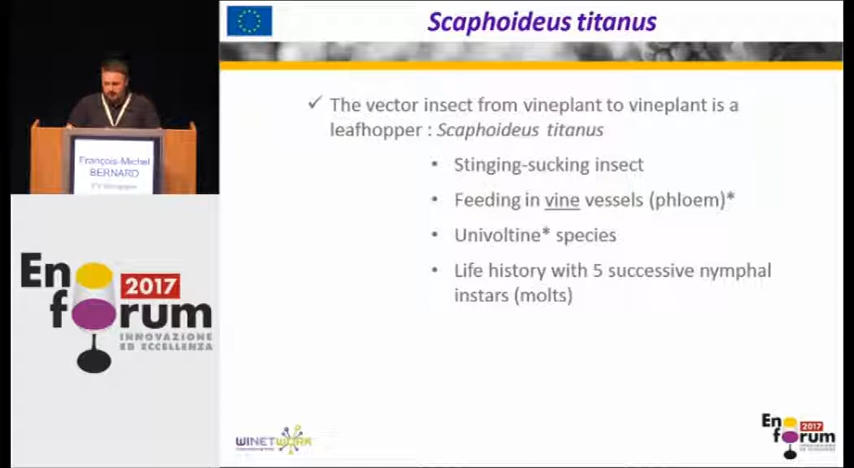 Scaphoideus titanus
✓ The vector insect from vineplant to vineplant is a
leafhopper : Scaphoideus titanus
• Stinging-sucking insect
• Feeding in vine vessels (phloem)*
• Univoltine* species
• Life history with 5 successive nymphal
instars (molts)
François-Michel
BERNARD
En
2017
forum
INNOVAZIONE
ED ECCELLENZA
WINETWORK
En
2017
forum